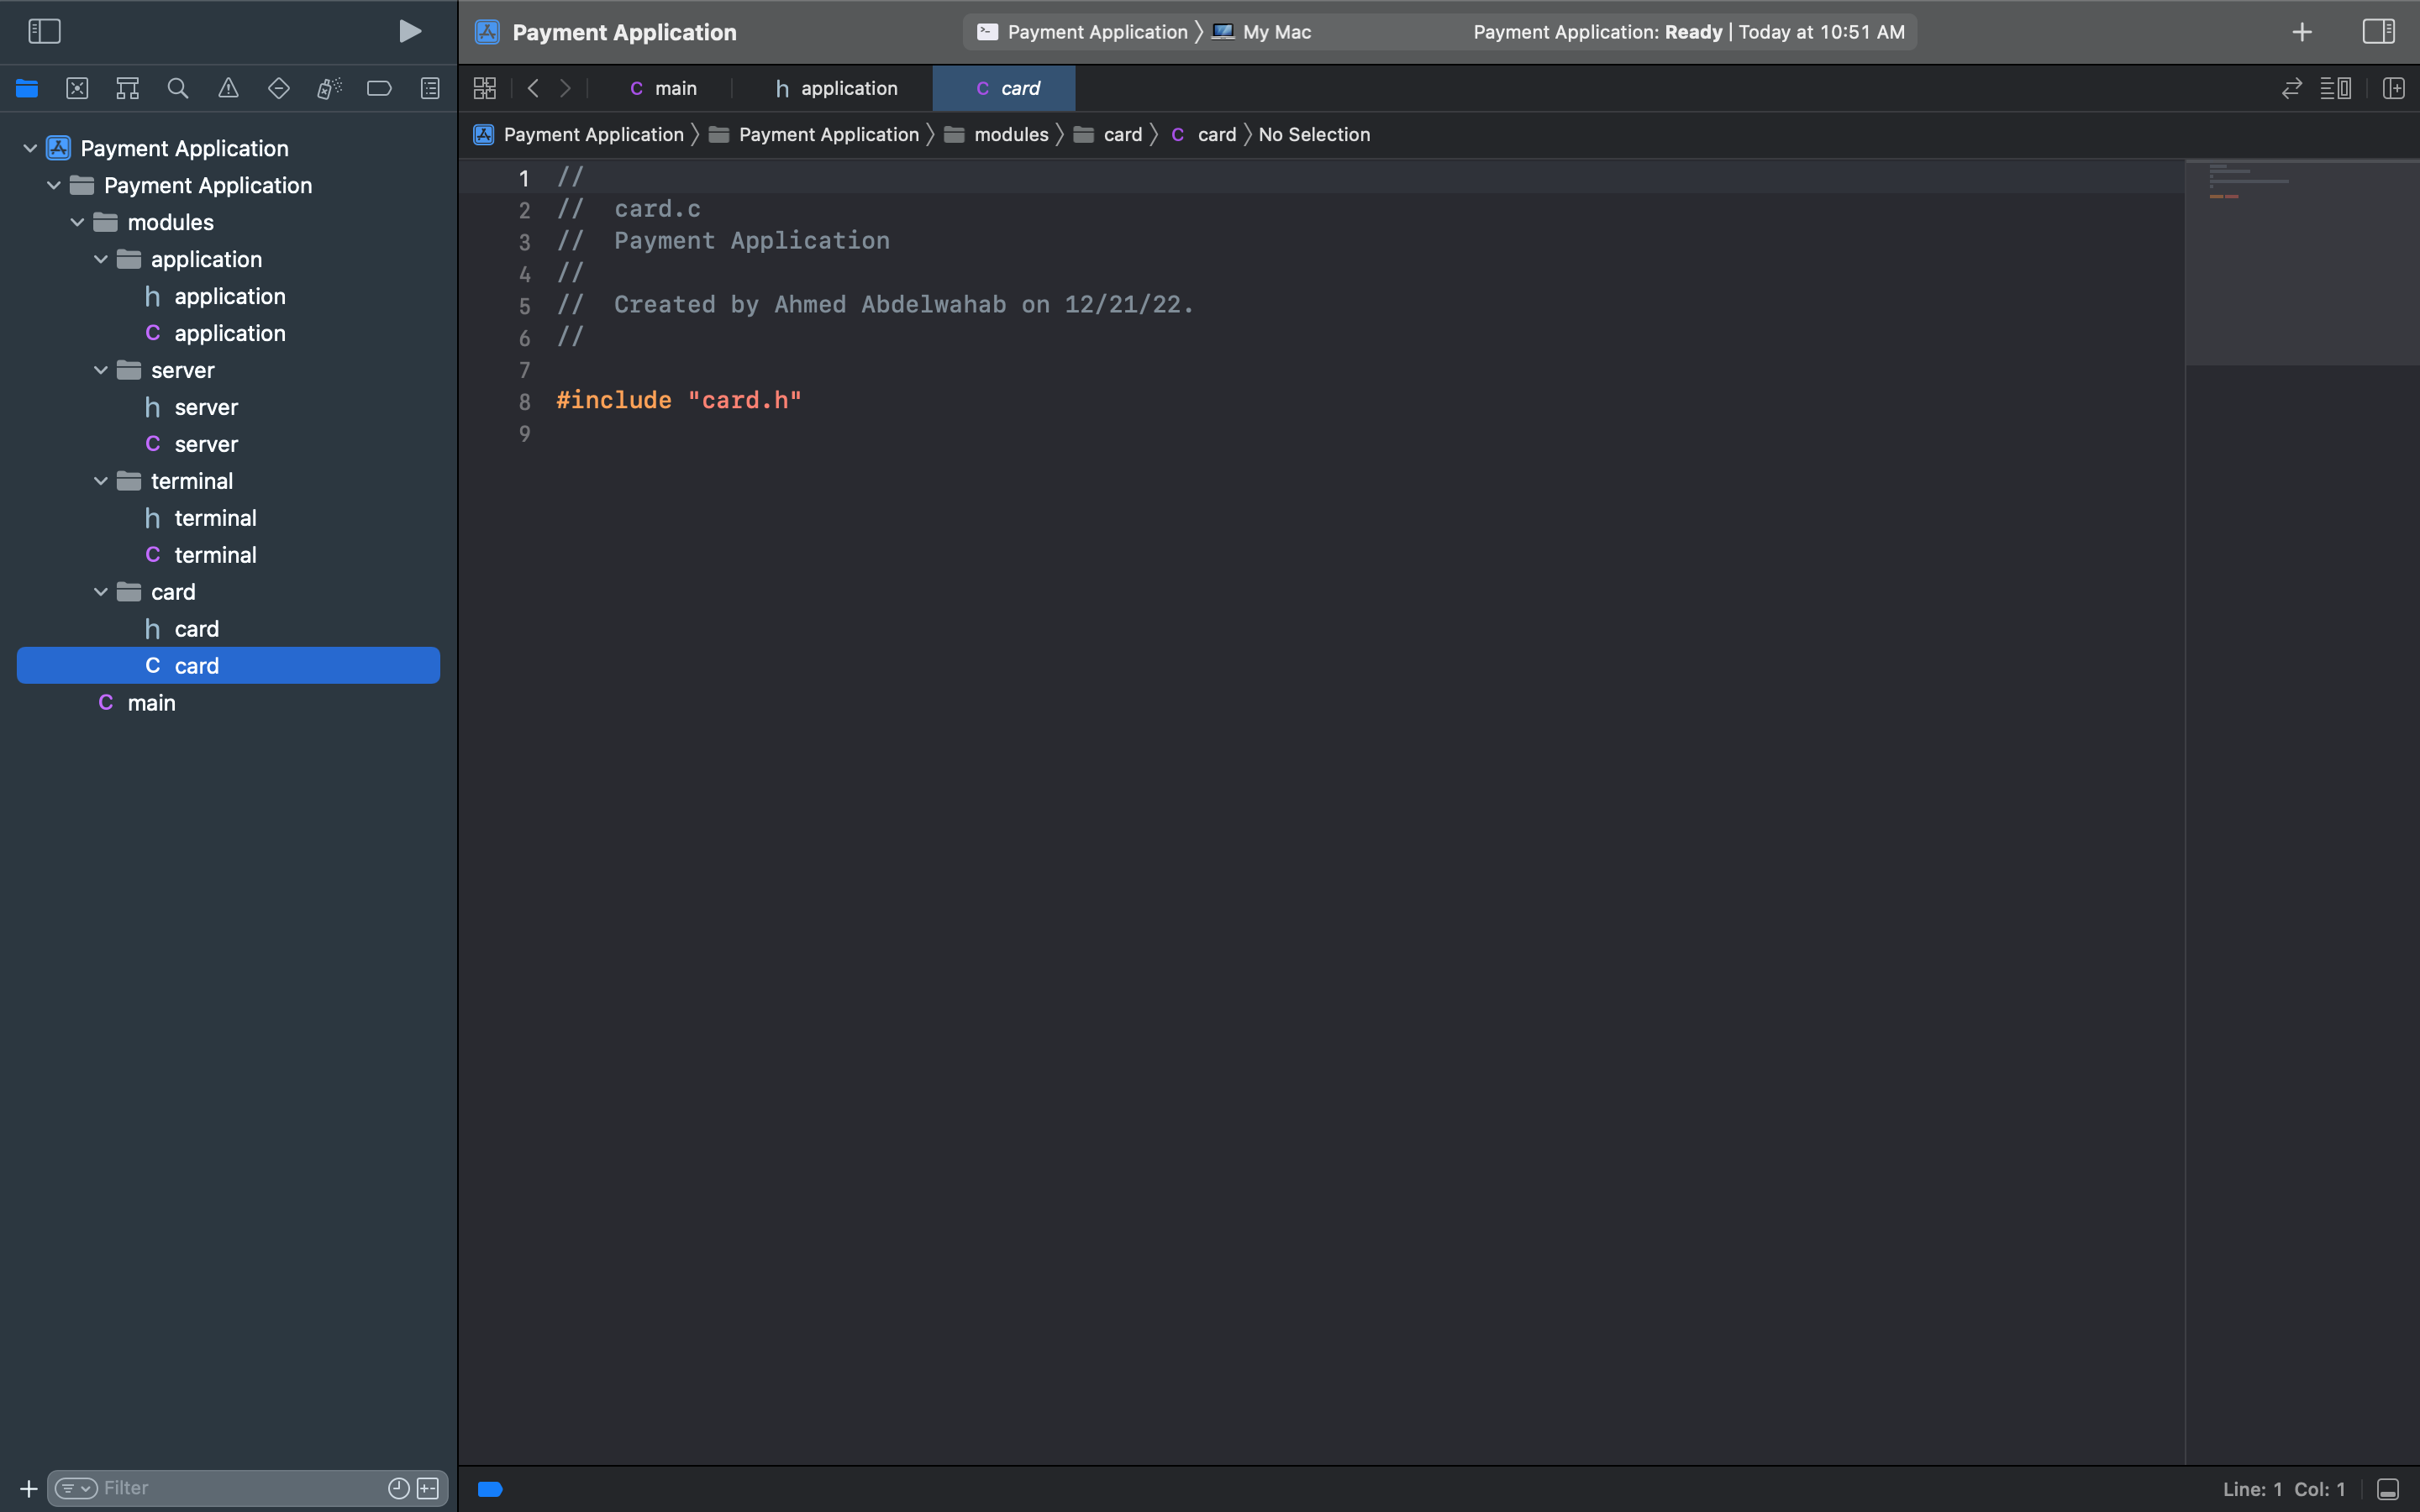 Payment Application
Payment Application 〉 My Mac
Payment Application: Ready | Today at 10:51 AM
C main
h application
C card
Payment Application 〉 Payment Application 〉 modules 〉 card 〉 C card 〉 No Selection
Payment Application
Payment Application
modules
application
h application
C application
server
h server
C server
terminal
h terminal
C terminal
card
h card
C card
C main
Filter
1 //
2 //  card.c
3 //  Payment Application
4 //
5 //  Created by Ahmed Abdelwahab on 12/21/22.
6 //
7
8 #include "card.h"
9
Line: 1 Col: 1